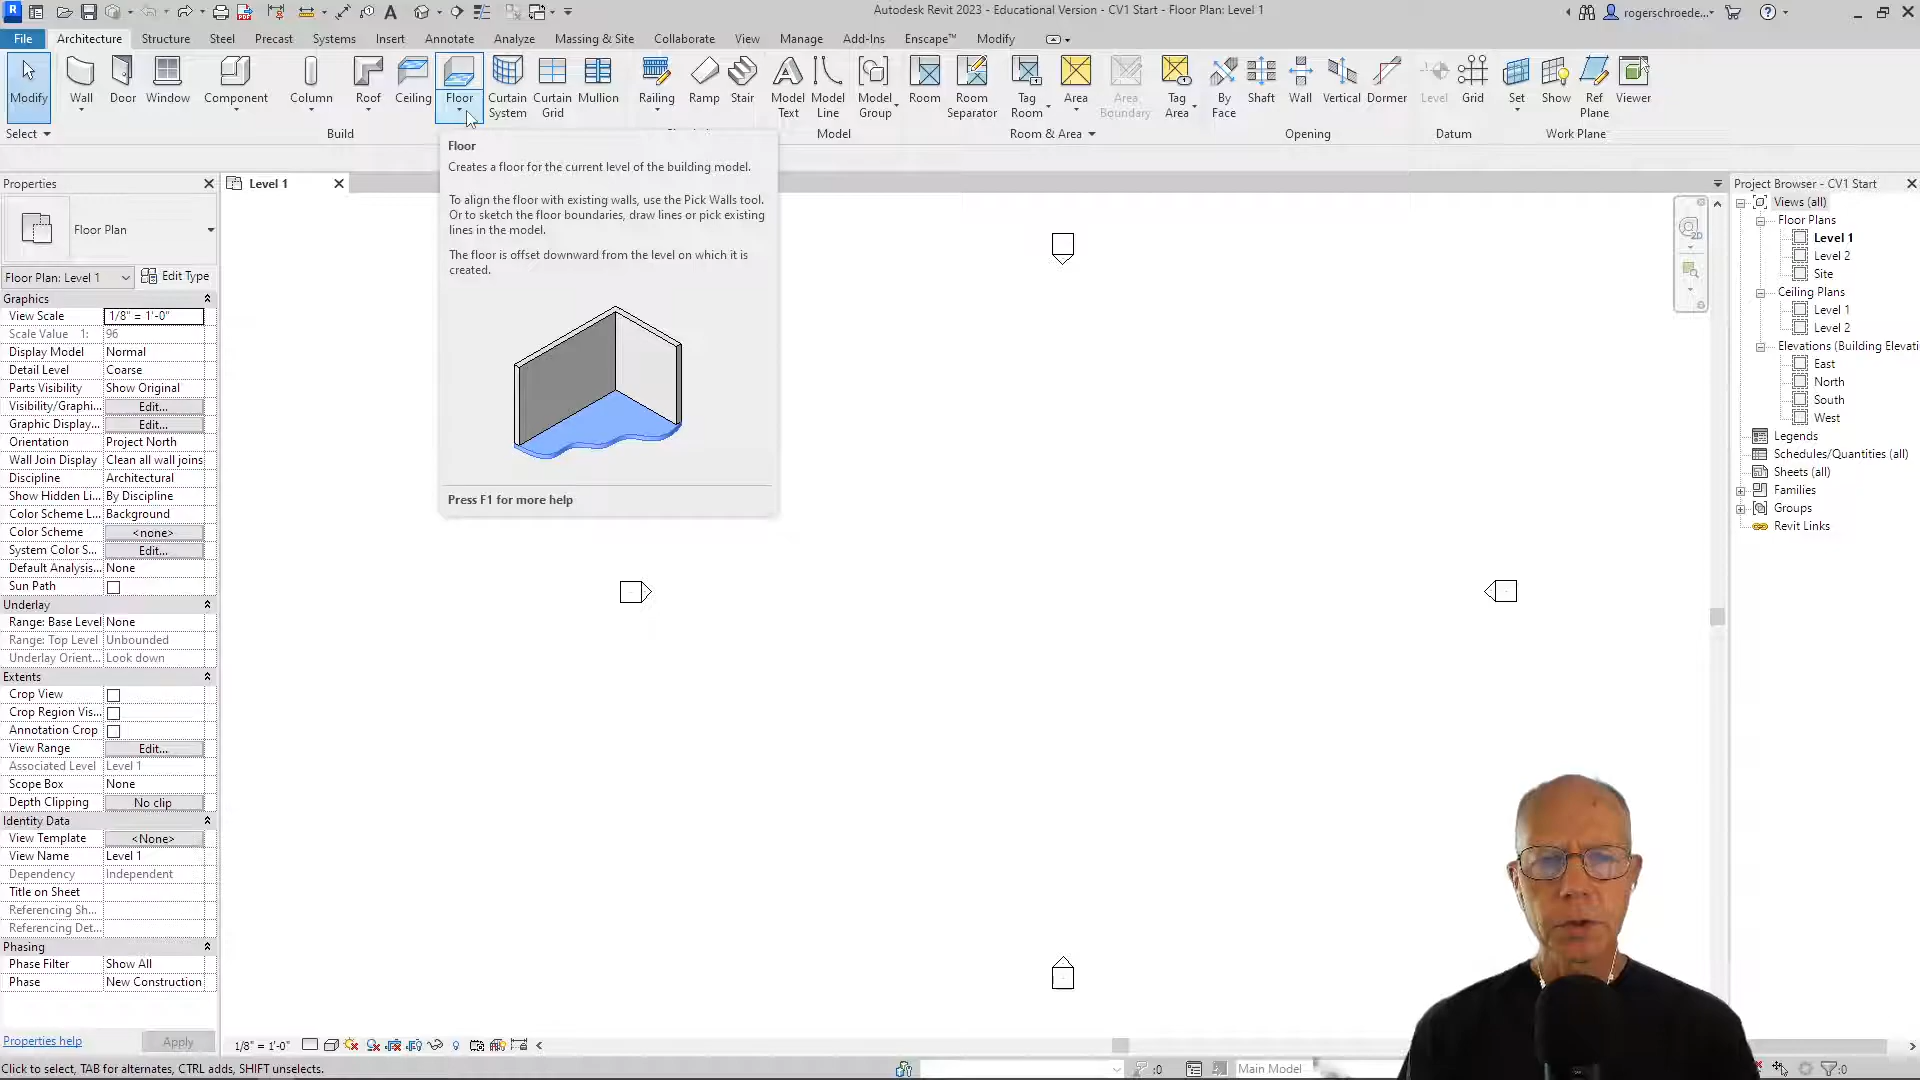 Autodesk Revit 2023 - Educational Version - CV1 Start - Floor Plan: Level 1
rogerschroede...
File Architecture Structure Steel Precast Systems Insert Annotate Analyze Massing & Site Collaborate View Manage Add-Ins Enscape™ Modify
Modify Wall Door Window Component Column Roof Ceiling Floor Curtain System Curtain Grid Mullion Railing Ramp Stair Model Text Model Line Model Group Room Room Separator Tag Room Area Area Boundary Tag Area By Face Shaft Wall Vertical Dormer Level Grid Set Show Ref Plane Viewer
Select Build Model Room & Area Opening Datum Work Plane
Floor
Creates a floor for the current level of the building model.
To align the floor with existing walls, use the Pick Walls tool.
Or to sketch the floor boundaries, draw lines or pick existing
lines in the model.
The floor is offset downward from the level on which it is
created.
Press F1 for more help
Properties
Floor Plan
Floor Plan: Level 1 Edit Type
Graphics
View Scale 1/8" = 1'-0"
Scale Value 1: 96
Display Model Normal
Detail Level Coarse
Parts Visibility Show Original
Visibility/Graphi... Edit...
Graphic Display... Edit...
Orientation Project North
Wall Join Display Clean all wall joins
Discipline Architectural
Show Hidden Li... By Discipline
Color Scheme L... Background
Color Scheme <none>
System Color S... Edit...
Default Analysis... None
Sun Path
Underlay
Range: Base Level None
Range: Top Level Unbounded
Underlay Orient... Look down
Extents
Crop View
Crop Region Vis...
Annotation Crop
View Range Edit...
Associated Level Level 1
Scope Box None
Depth Clipping No clip
Identity Data
View Template <None>
View Name Level 1
Dependency Independent
Title on Sheet
Referencing Sh...
Referencing Det...
Phasing
Phase Filter Show All
Phase New Construction
Properties help Apply
Level 1
2D
Project Browser - CV1 Start
Views (all)
Floor Plans
Level 1
Level 2
Site
Ceiling Plans
Level 1
Level 2
Elevations (Building Elevati
East
North
South
West
Legends
Schedules/Quantities (all)
Sheets (all)
Families
Groups
Revit Links
1/8" = 1'-0"
Click to select, TAB for alternates, CTRL adds, SHIFT unselects.
:0 Main Model :0